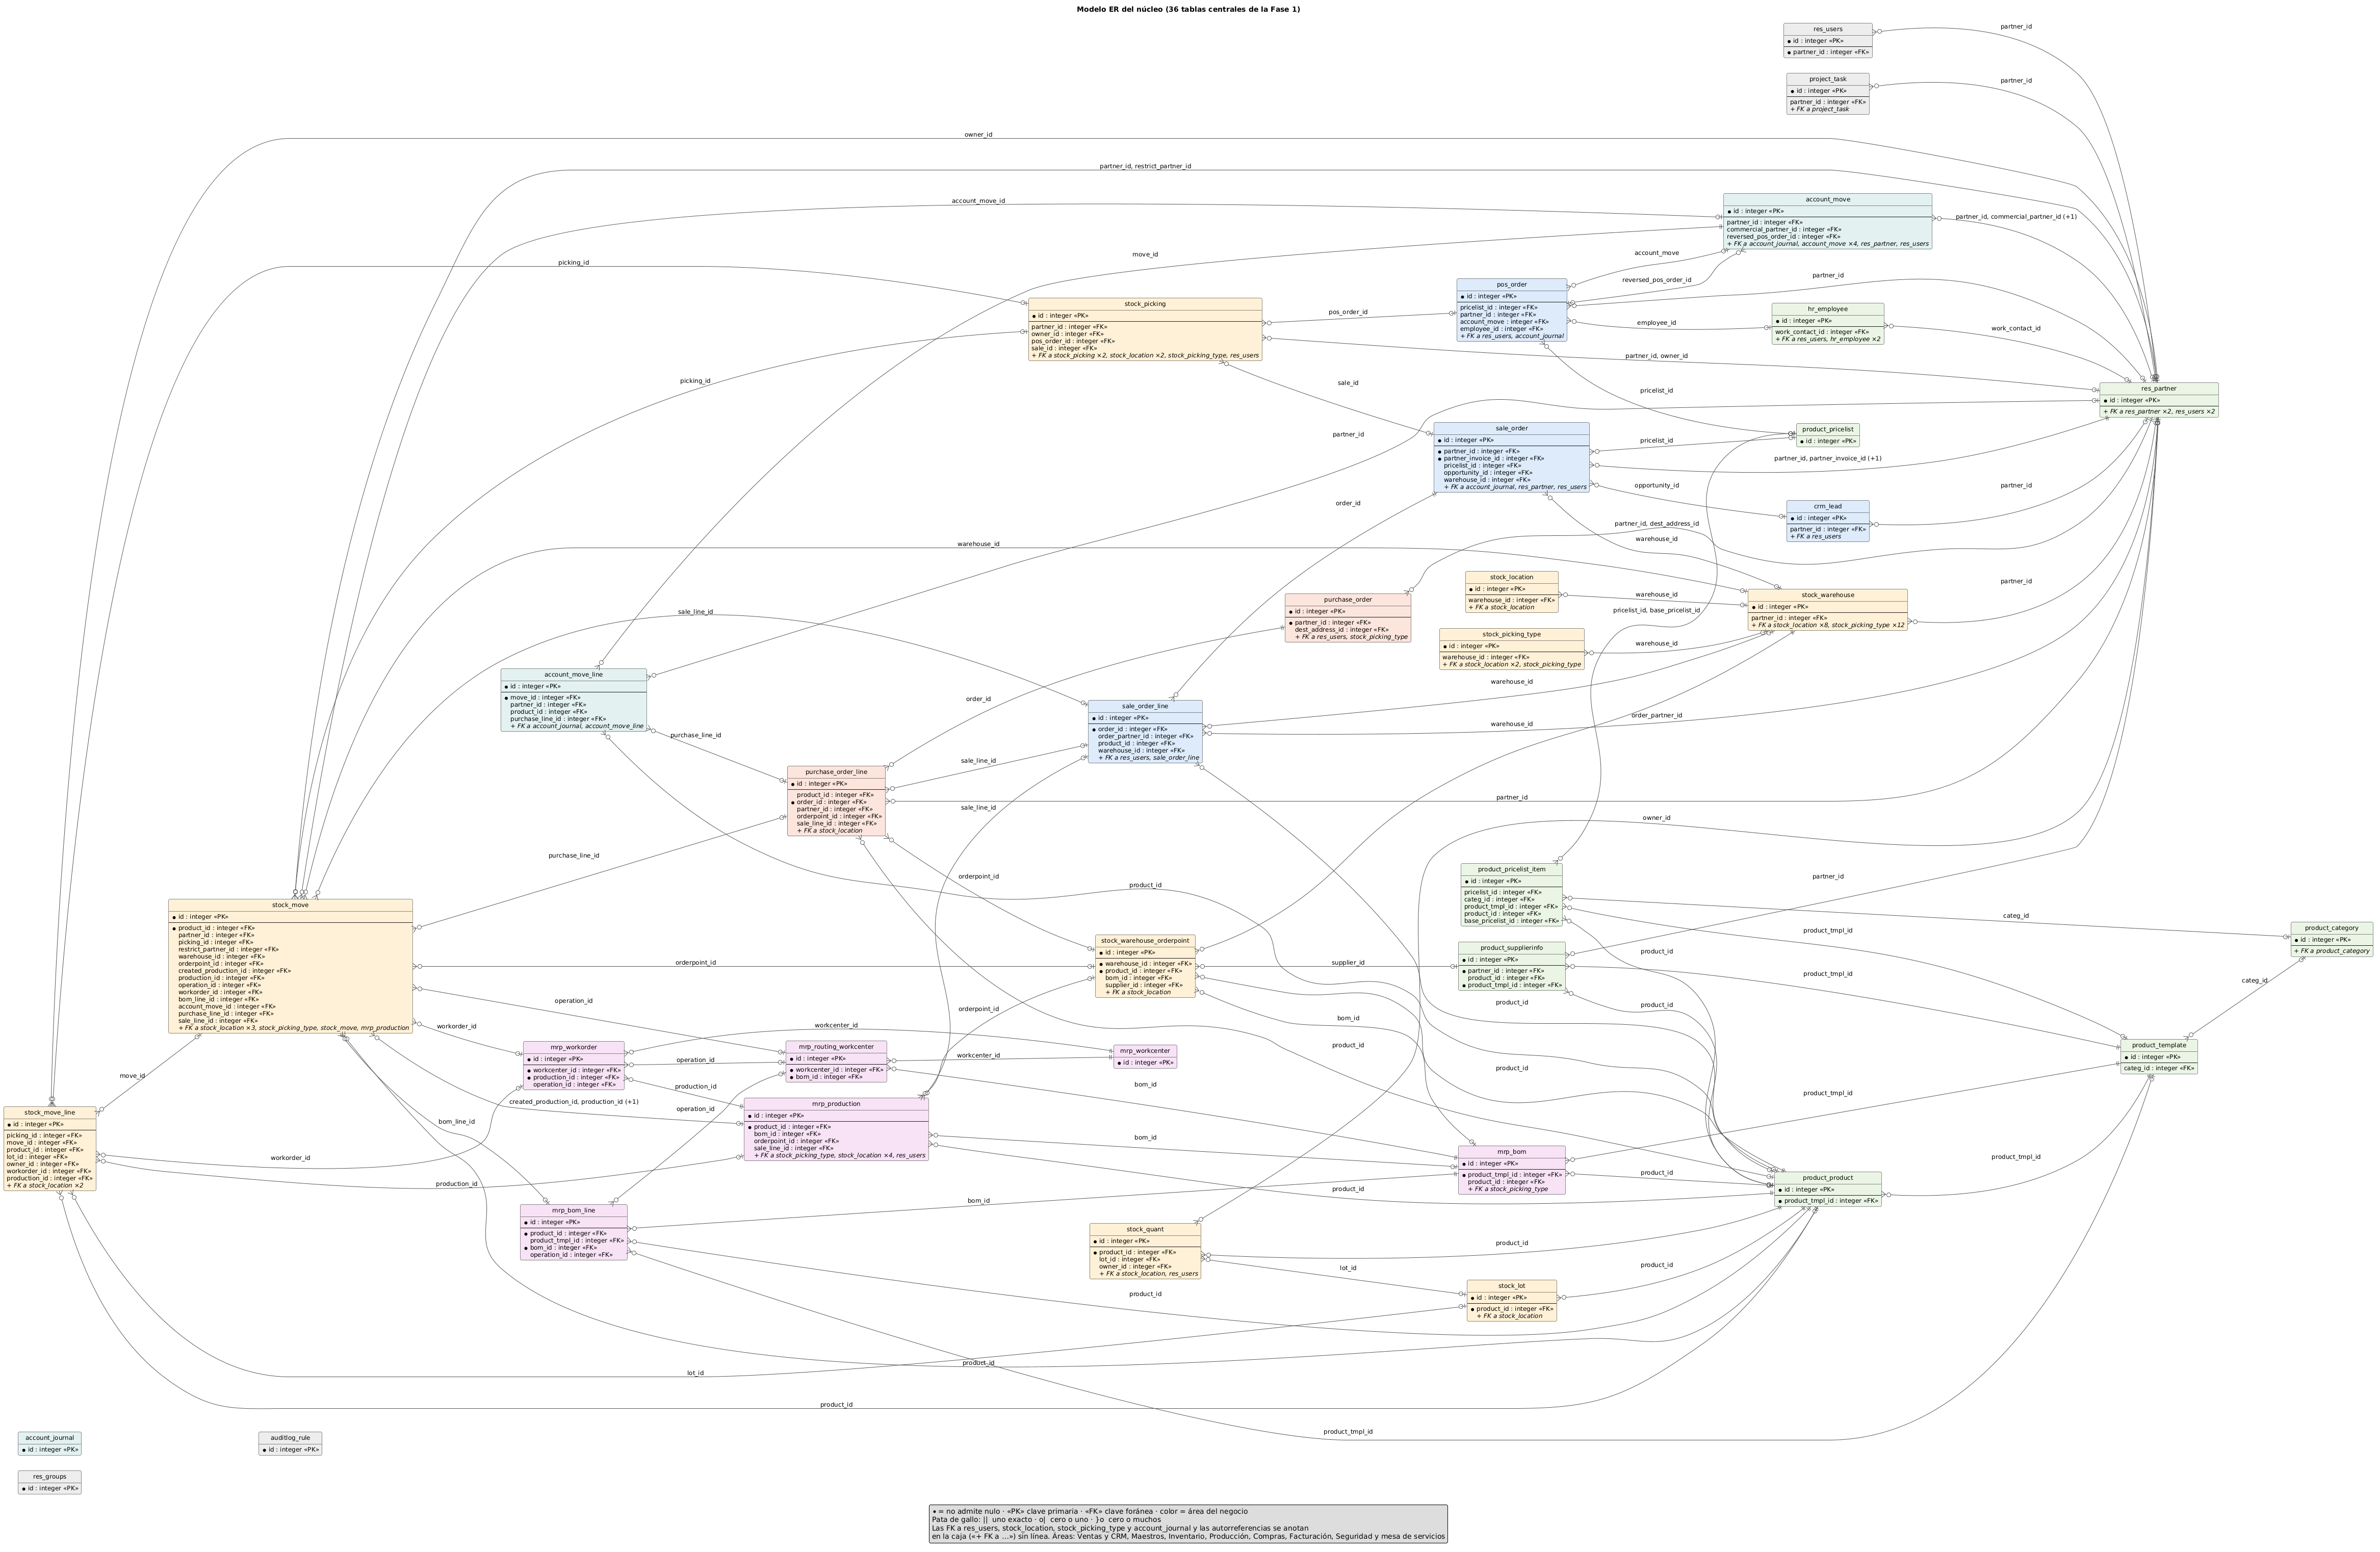 Modelo ER del núcleo (36 tablas centrales de la Fase 1)
res_users
id : integer «PK»
partner_id : integer «FK»
partner_id
project_task
id : integer «PK»
partner_id : integer «FK»
+ FK a project_task
partner_id
owner_id
partner_id, restrict_partner_id
account_move_id
account_move
id : integer «PK»
partner_id : integer «FK»
commercial_partner_id : integer «FK»
reversed_pos_order_id : integer «FK»
+ FK a account_journal, account_move ×4, res_partner, res_users
partner_id, commercial_partner_id (+1)
move_id
picking_id
account_move
reversed_pos_order_id
stock_picking
id : integer «PK»
partner_id : integer «FK»
owner_id : integer «FK»
pos_order_id : integer «FK»
sale_id : integer «FK»
+ FK a stock_picking ×2, stock_location ×2, stock_picking_type, res_users
pos_order_id
pos_order
id : integer «PK»
pricelist_id : integer «FK»
partner_id : integer «FK»
account_move : integer «FK»
employee_id : integer «FK»
+ FK a res_users, account_journal
partner_id
employee_id
hr_employee
id : integer «PK»
work_contact_id : integer «FK»
+ FK a res_users, hr_employee ×2
work_contact_id
partner_id, owner_id
picking_id
sale_id
pricelist_id
res_partner
id : integer «PK»
+ FK a res_partner ×2, res_users ×2
partner_id
sale_order
id : integer «PK»
partner_id : integer «FK»
partner_invoice_id : integer «FK»
pricelist_id : integer «FK»
opportunity_id : integer «FK»
warehouse_id : integer «FK»
+ FK a account_journal, res_partner, res_users
pricelist_id
product_pricelist
id : integer «PK»
partner_id, partner_invoice_id (+1)
opportunity_id
crm_lead
id : integer «PK»
partner_id : integer «FK»
+ FK a res_users
partner_id
order_id
partner_id, dest_address_id
warehouse_id
warehouse_id
purchase_order
id : integer «PK»
partner_id : integer «FK»
dest_address_id : integer «FK»
+ FK a res_users, stock_picking_type
stock_location
id : integer «PK»
warehouse_id : integer «FK»
+ FK a stock_location
warehouse_id
stock_warehouse
id : integer «PK»
partner_id : integer «FK»
+ FK a stock_location ×8, stock_picking_type ×12
partner_id
pricelist_id, base_pricelist_id
stock_picking_type
id : integer «PK»
warehouse_id : integer «FK»
+ FK a stock_location ×2, stock_picking_type
warehouse_id
sale_line_id
account_move_line
id : integer «PK»
move_id : integer «FK»
partner_id : integer «FK»
product_id : integer «FK»
purchase_line_id : integer «FK»
+ FK a account_journal, account_move_line
purchase_line_id
order_id
sale_order_line
id : integer «PK»
order_id : integer «FK»
order_partner_id : integer «FK»
product_id : integer «FK»
warehouse_id : integer «FK»
+ FK a res_users, sale_order_line
warehouse_id
order_partner_id
warehouse_id
purchase_order_line
id : integer «PK»
product_id : integer «FK»
order_id : integer «FK»
partner_id : integer «FK»
orderpoint_id : integer «FK»
sale_line_id : integer «FK»
+ FK a stock_location
sale_line_id
partner_id
sale_line_id
owner_id
purchase_line_id
orderpoint_id
product_id
product_pricelist_item
id : integer «PK»
pricelist_id : integer «FK»
categ_id : integer «FK»
product_tmpl_id : integer «FK»
product_id : integer «FK»
base_pricelist_id : integer «FK»
partner_id
categ_id
product_category
id : integer «PK»
+ FK a product_category
stock_move
id : integer «PK»
product_id : integer «FK»
partner_id : integer «FK»
picking_id : integer «FK»
restrict_partner_id : integer «FK»
warehouse_id : integer «FK»
orderpoint_id : integer «FK»
created_production_id : integer «FK»
production_id : integer «FK»
operation_id : integer «FK»
workorder_id : integer «FK»
bom_line_id : integer «FK»
account_move_id : integer «FK»
purchase_line_id : integer «FK»
sale_line_id : integer «FK»
+ FK a stock_location ×3, stock_picking_type, stock_move, mrp_production
orderpoint_id
stock_warehouse_orderpoint
id : integer «PK»
warehouse_id : integer «FK»
product_id : integer «FK»
bom_id : integer «FK»
supplier_id : integer «FK»
+ FK a stock_location
supplier_id
product_supplierinfo
id : integer «PK»
partner_id : integer «FK»
product_id : integer «FK»
product_tmpl_id : integer «FK»
product_tmpl_id
product_id
product_tmpl_id
product_id
categ_id
product_id
operation_id
orderpoint_id
bom_id
workorder_id
workcenter_id
mrp_workorder
id : integer «PK»
workcenter_id : integer «FK»
production_id : integer «FK»
operation_id : integer «FK»
operation_id
mrp_routing_workcenter
id : integer «PK»
workcenter_id : integer «FK»
bom_id : integer «FK»
workcenter_id
mrp_workcenter
id : integer «PK»
product_id
product_id
product_template
id : integer «PK»
categ_id : integer «FK»
move_id
production_id
created_production_id, production_id (+1)
operation_id
bom_id
product_tmpl_id
stock_move_line
id : integer «PK»
picking_id : integer «FK»
move_id : integer «FK»
product_id : integer «FK»
lot_id : integer «FK»
owner_id : integer «FK»
workorder_id : integer «FK»
production_id : integer «FK»
+ FK a stock_location ×2
bom_line_id
workorder_id
production_id
mrp_production
id : integer «PK»
product_id : integer «FK»
bom_id : integer «FK»
orderpoint_id : integer «FK»
sale_line_id : integer «FK»
+ FK a stock_picking_type, stock_location ×4, res_users
bom_id
product_id
mrp_bom
id : integer «PK»
product_tmpl_id : integer «FK»
product_id : integer «FK»
+ FK a stock_picking_type
product_id
product_product
id : integer «PK»
product_tmpl_id : integer «FK»
product_tmpl_id
mrp_bom_line
id : integer «PK»
product_id : integer «FK»
product_tmpl_id : integer «FK»
bom_id : integer «FK»
operation_id : integer «FK»
bom_id
stock_quant
id : integer «PK»
product_id : integer «FK»
lot_id : integer «FK»
owner_id : integer «FK»
+ FK a stock_location, res_users
product_id
lot_id
product_id
stock_lot
id : integer «PK»
product_id : integer «FK»
+ FK a stock_location
product_id
product_id
lot_id
product_id
product_tmpl_id
account_journal
id : integer «PK»
auditlog_rule
id : integer «PK»
res_groups
id : integer «PK»
• = no admite nulo · «PK» clave primaria · «FK» clave foránea · color = área del negocio
Pata de gallo: || uno exacto · o| cero o uno · }o cero o muchos
Las FK a res_users, stock_location, stock_picking_type y account_journal y las autorreferencias se anotan
en la caja («+ FK a ...») sin línea. Áreas: Ventas y CRM, Maestros, Inventario, Producción, Compras, Facturación, Seguridad y mesa de servicios